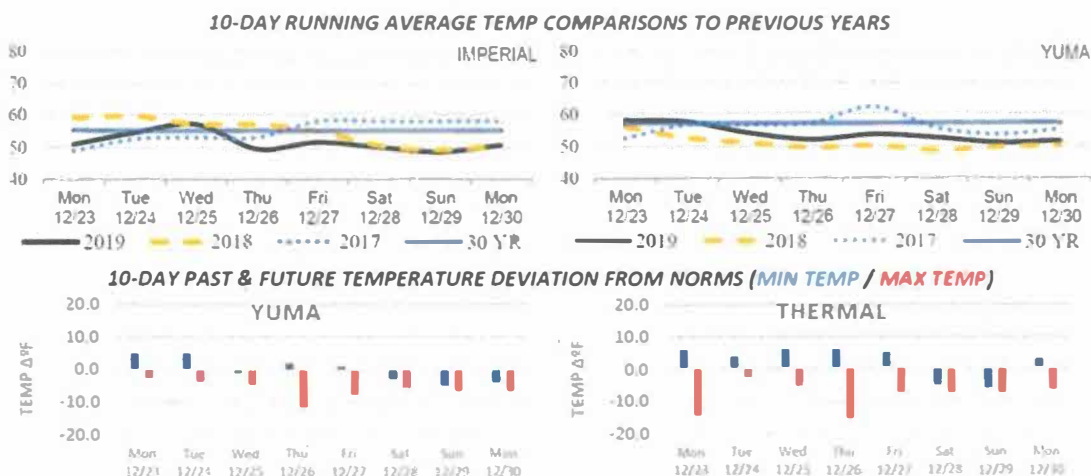 10-DAY RUNNING AVERAGE TEMP COMPARISONS TO PREVIOUS YEARS
80
70
60
50
40
IMPERIAL
Mon 12/23 Tue 12/24 Wed 12/25 Thu 12/26 Fri 12/27 Sat 12/28 Sun 12/29 Mon 12/30
2019 2018 2017 30 YR
80
70
60
50
40
YUMA
Mon 12/23 Tue 12/24 Wed 12/25 Thu 12/26 Fri 12/27 Sat 12/28 Sun 12/29 Mon 12/30
2019 2018 2017 30 YR
10-DAY PAST & FUTURE TEMPERATURE DEVIATION FROM NORMS (MIN TEMP / MAX TEMP)
YUMA
TEMP Δ°F
20.0
10.0
0.0
-10.0
-20.0
Mon 12/23 Tue 12/24 Wed 12/25 Thu 12/26 Fri 12/27 Sat 12/28 Sun 12/29 Mon 12/30
THERMAL
TEMP Δ°F
20.0
10.0
0.0
-10.0
-20.0
Mon 12/23 Tue 12/24 Wed 12/25 Thu 12/26 Fri 12/27 Sat 12/28 Sun 12/29 Mon 12/30